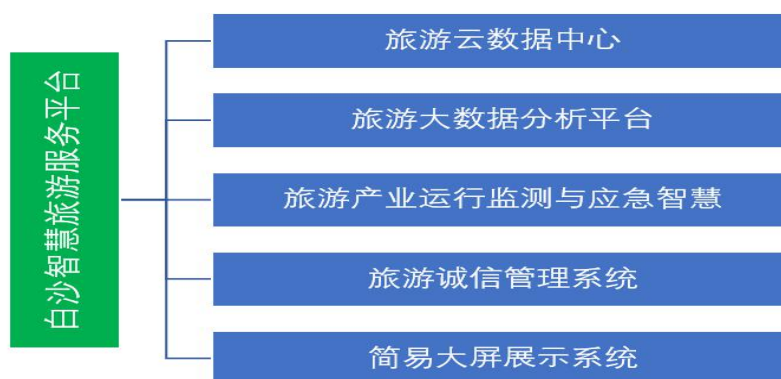 白沙智慧旅游服务平台
旅游云数据中心
旅游大数据分析平台
旅游产业运行监测与应急智慧
旅游诚信管理系统
简易大屏展示系统